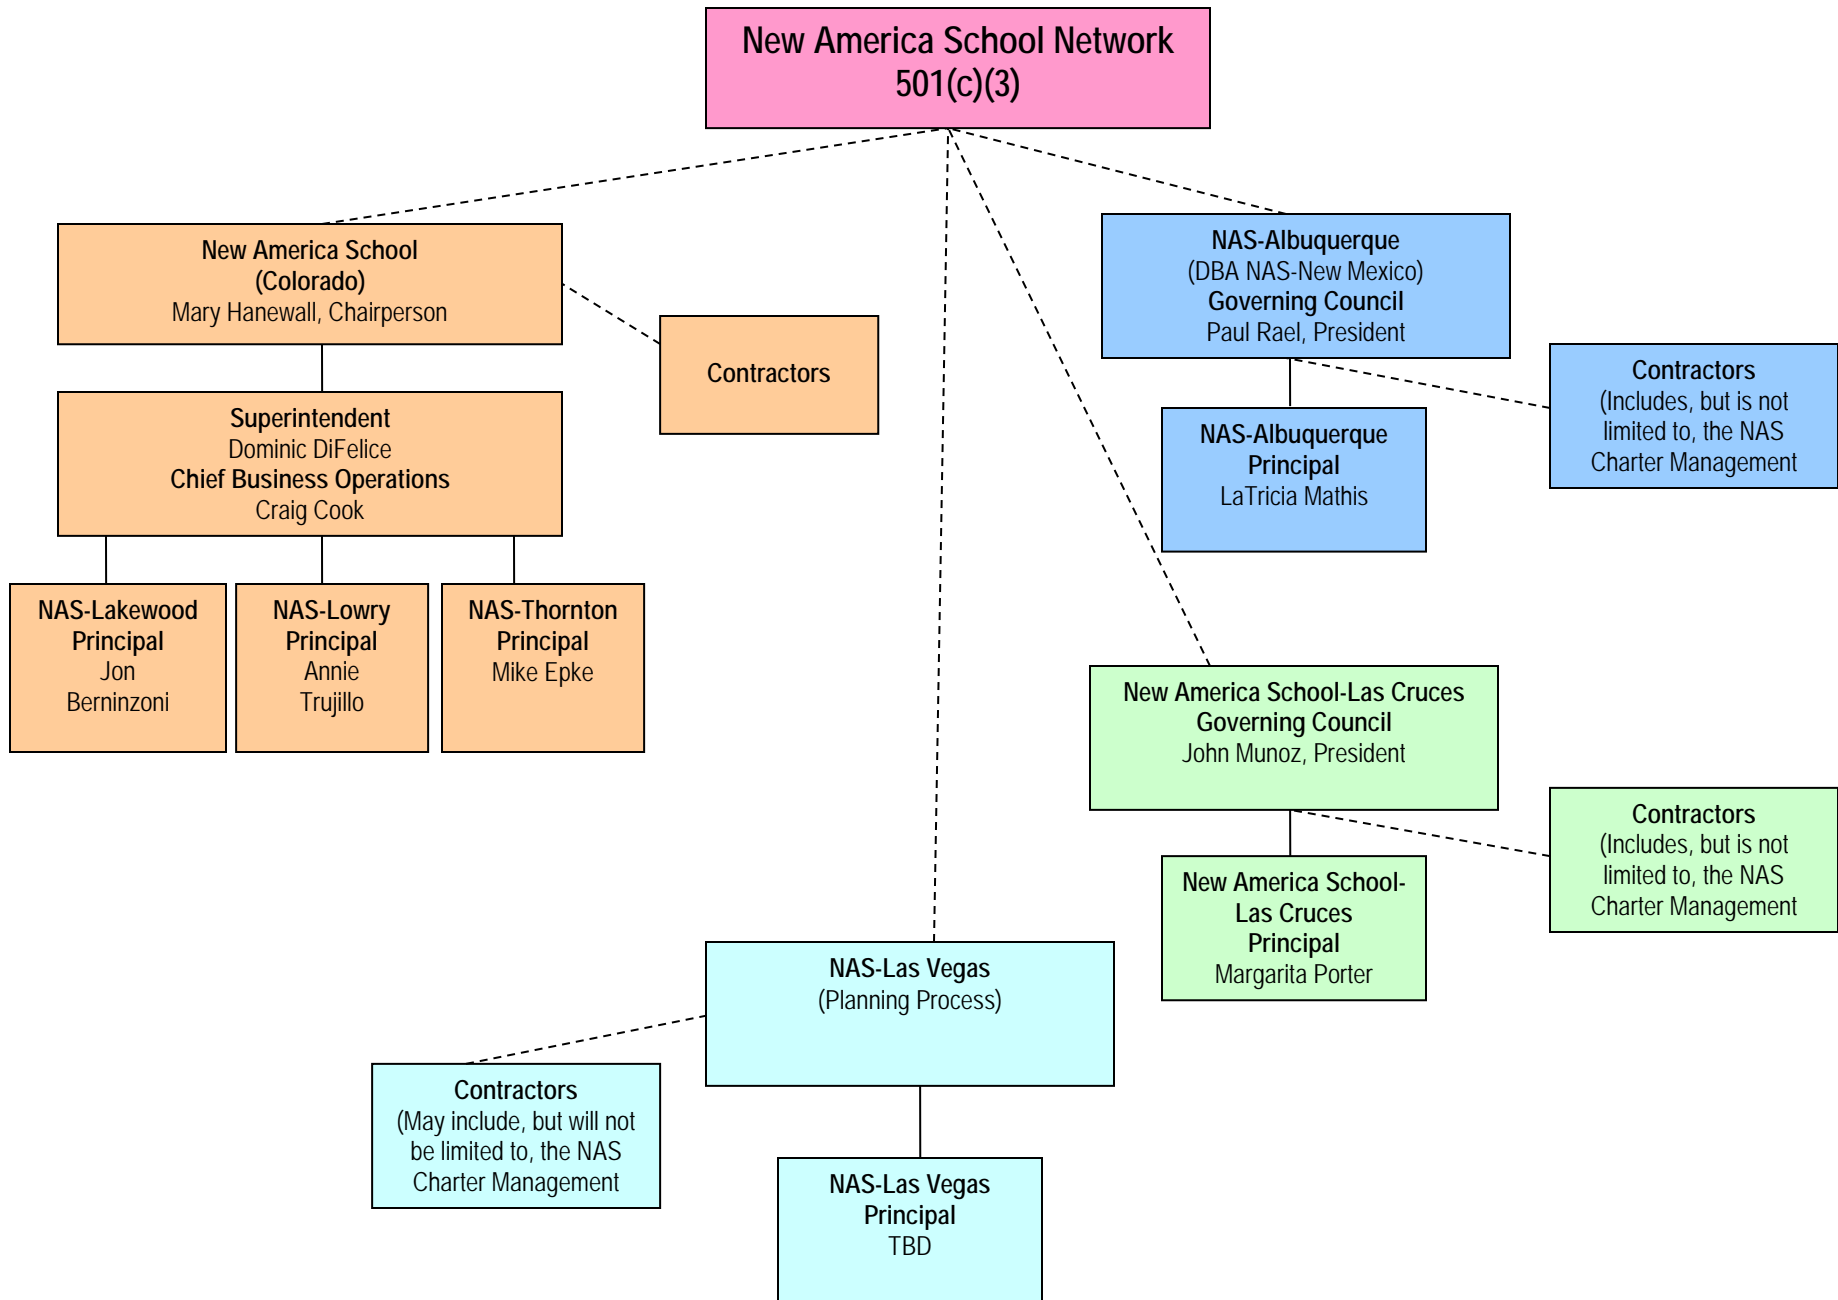 New America School Network
501(c)(3)
New America School
(Colorado)
Mary Hanewall, Chairperson
Contractors
Superintendent
Dominic DiFelice
Chief Business Operations
Craig Cook
NAS-Lakewood
Principal
Jon
Berninzoni
NAS-Lowry
Principal
Annie
Trujillo
NAS-Thornton
Principal
Mike Epke
NAS-Albuquerque
(DBA NAS-New Mexico)
Governing Council
Paul Rael, President
Contractors
(Includes, but is not
limited to, the NAS
Charter Management
NAS-Albuquerque
Principal
LaTricia Mathis
New America School-Las Cruces
Governing Council
John Munoz, President
Contractors
(Includes, but is not
limited to, the NAS
Charter Management
New America School-
Las Cruces
Principal
Margarita Porter
NAS-Las Vegas
(Planning Process)
Contractors
(May include, but will not
be limited to, the NAS
Charter Management
NAS-Las Vegas
Principal
TBD